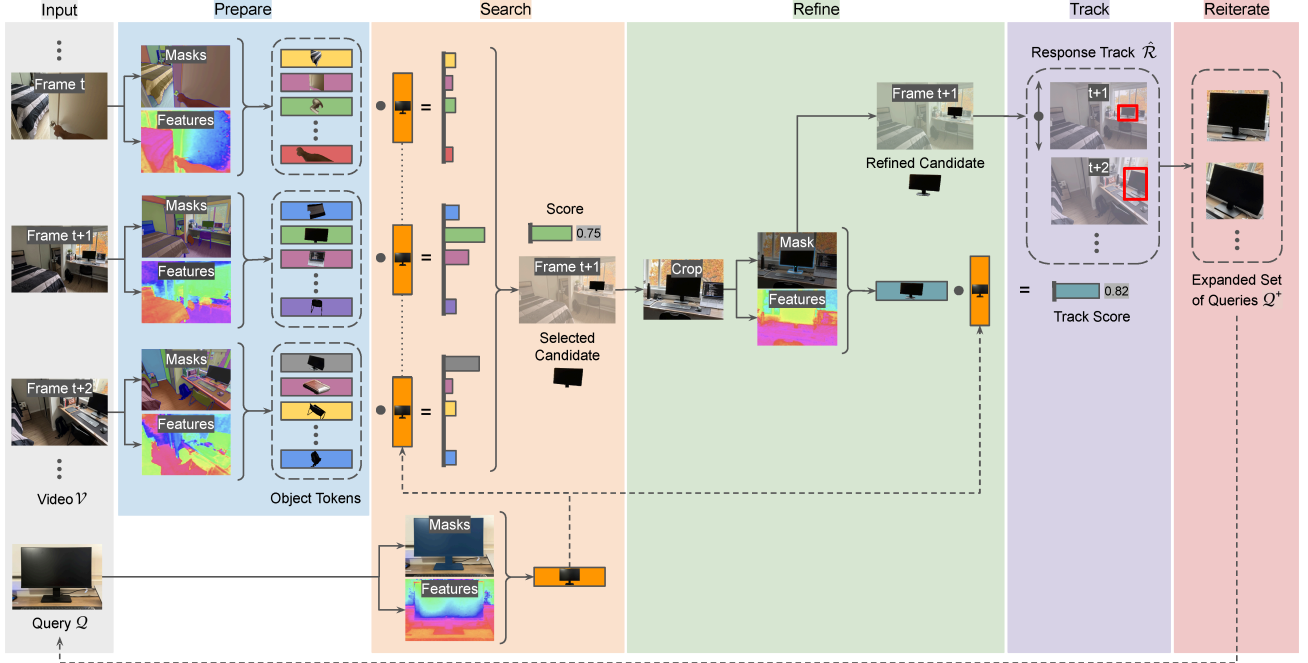 Input
Prepare
Search
Refine
Track
Reiterate
Frame t
Masks
Features
Frame t+1
Masks
Features
Frame t+2
Masks
Features
Video 𝒱
Object Tokens
=
=
=
Score
0.75
Frame t+1
Selected
Candidate
Masks
Features
Query 𝒬
Crop
Mask
Features
Frame t+1
Refined Candidate
=
Response Track ℛ̂
t+1
t+2
0.82
Track Score
Expanded Set
of Queries 𝒬⁺